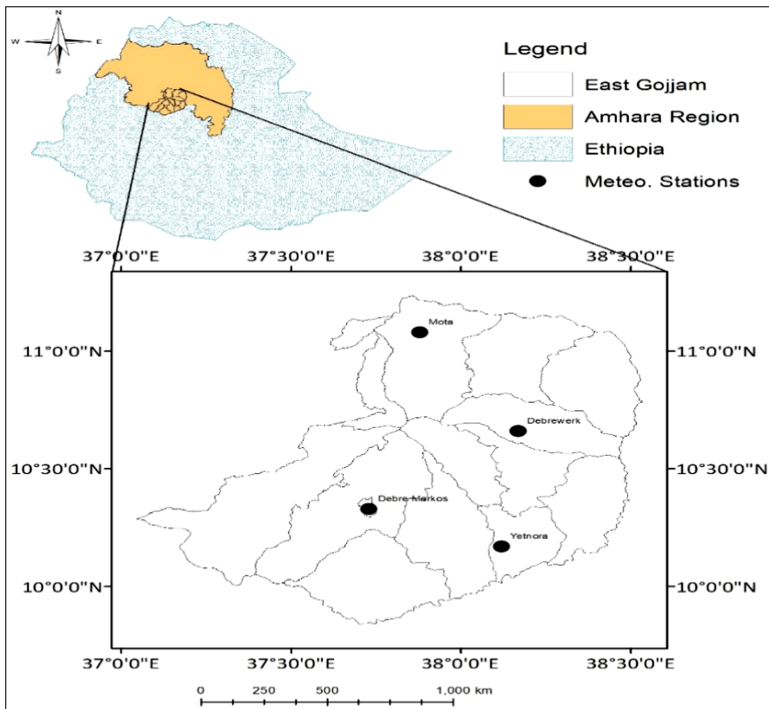 N
W E
S
Legend
East Gojjam
Amhara Region
Ethiopia
Meteo. Stations
37°0'0"E 37°30'0"E 38°0'0"E 38°30'0"E
Mota
11°0'0"N 11°0'0"N
Debrewerk
10°30'0"N 10°30'0"N
Debre Markos
Yetnora
10°0'0"N 10°0'0"N
37°0'0"E 37°30'0"E 38°0'0"E 38°30'0"E
0 250 500 1,000 km